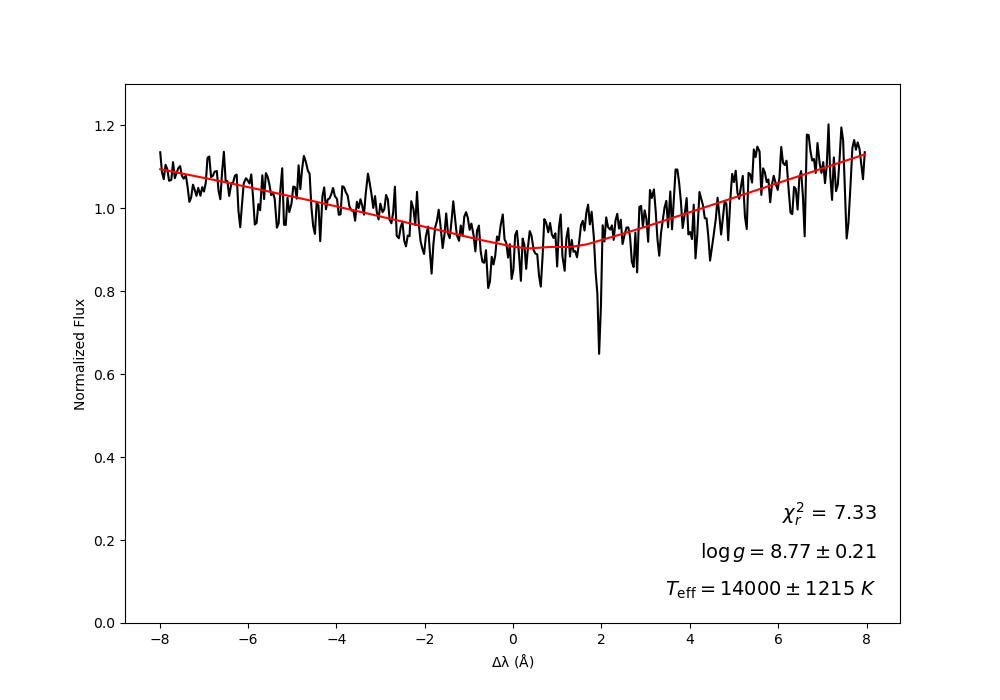 1.2
1.0
0.8
0.6
0.4
0.2
0.0
Normalized Flux
χ²ᵣ = 7.33
log g = 8.77 ± 0.21
T_eff = 14000 ± 1215 K
−8 −6 −4 −2 0 2 4 6 8
Δλ (Å)